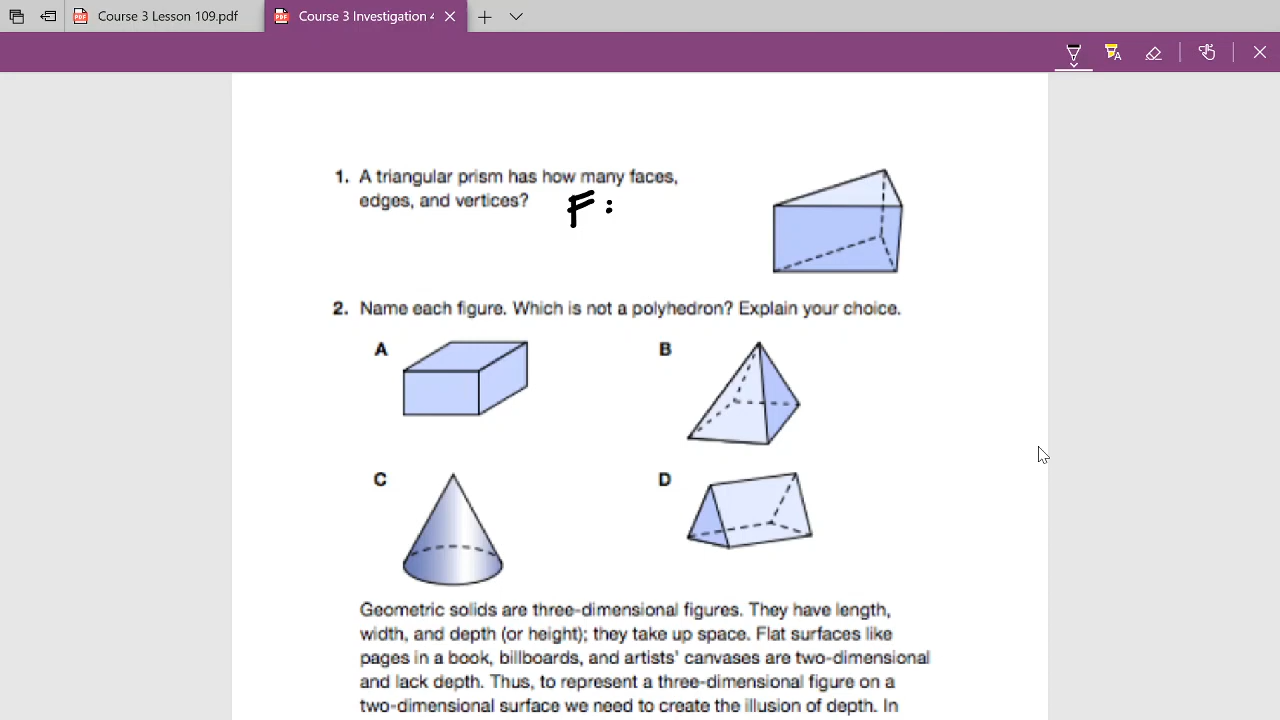 Course 3 Lesson 109.pdf
Course 3 Investigation 4
1. A triangular prism has how many faces,
edges, and vertices?
F:
2. Name each figure. Which is not a polyhedron? Explain your choice.
A
B
C
D
Geometric solids are three-dimensional figures. They have length,
width, and depth (or height); they take up space. Flat surfaces like
pages in a book, billboards, and artists' canvases are two-dimensional
and lack depth. Thus, to represent a three-dimensional figure on a
two-dimensional surface we need to create the illusion of depth. In